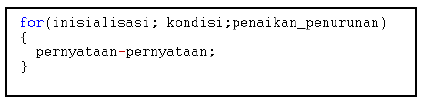 for(inisialisasi; kondisi;penaikan_penurunan)
{
  pernyataan-pernyataan;
}